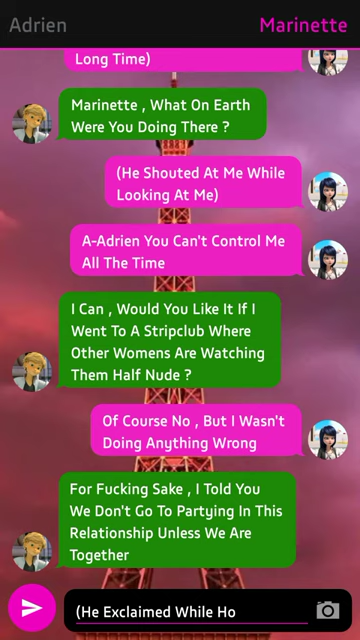 Adrien
Marinette
Long Time)
Marinette , What On Earth
Were You Doing There ?
(He Shouted At Me While
Looking At Me)
A-Adrien You Can't Control Me
All The Time
I Can , Would You Like It If I
Went To A Stripclub Where
Other Womens Are Watching
Them Half Nude ?
Of Course No , But I Wasn't
Doing Anything Wrong
For Fucking Sake , I Told You
We Don't Go To Partying In This
Relationship Unless We Are
Together
(He Exclaimed While Ho